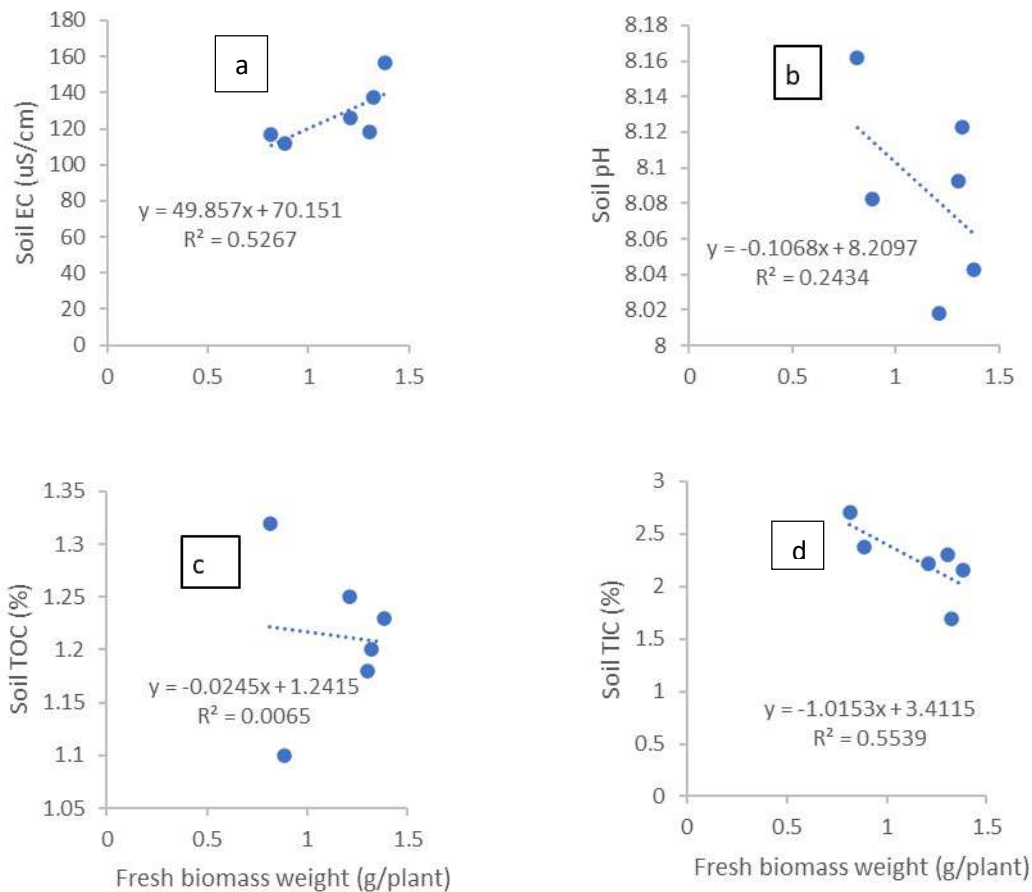 a
Soil EC (uS/cm)
180
160
140
120
100
80
60
40
20
0
y = 49.857x + 70.151
R² = 0.5267
0
0.5
1
1.5
b
Soil pH
8.18
8.16
8.14
8.12
8.1
8.08
8.06
8.04
8.02
8
y = -0.1068x + 8.2097
R² = 0.2434
0
0.5
1
1.5
c
Soil TOC (%)
1.35
1.3
1.25
1.2
1.15
1.1
1.05
y = -0.0245x + 1.2415
R² = 0.0065
0
0.5
1
1.5
Fresh biomass weight (g/plant)
d
Soil TIC (%)
3
2.5
2
1.5
1
0.5
0
y = -1.0153x + 3.4115
R² = 0.5539
0
0.5
1
1.5
Fresh biomass weight (g/plant)